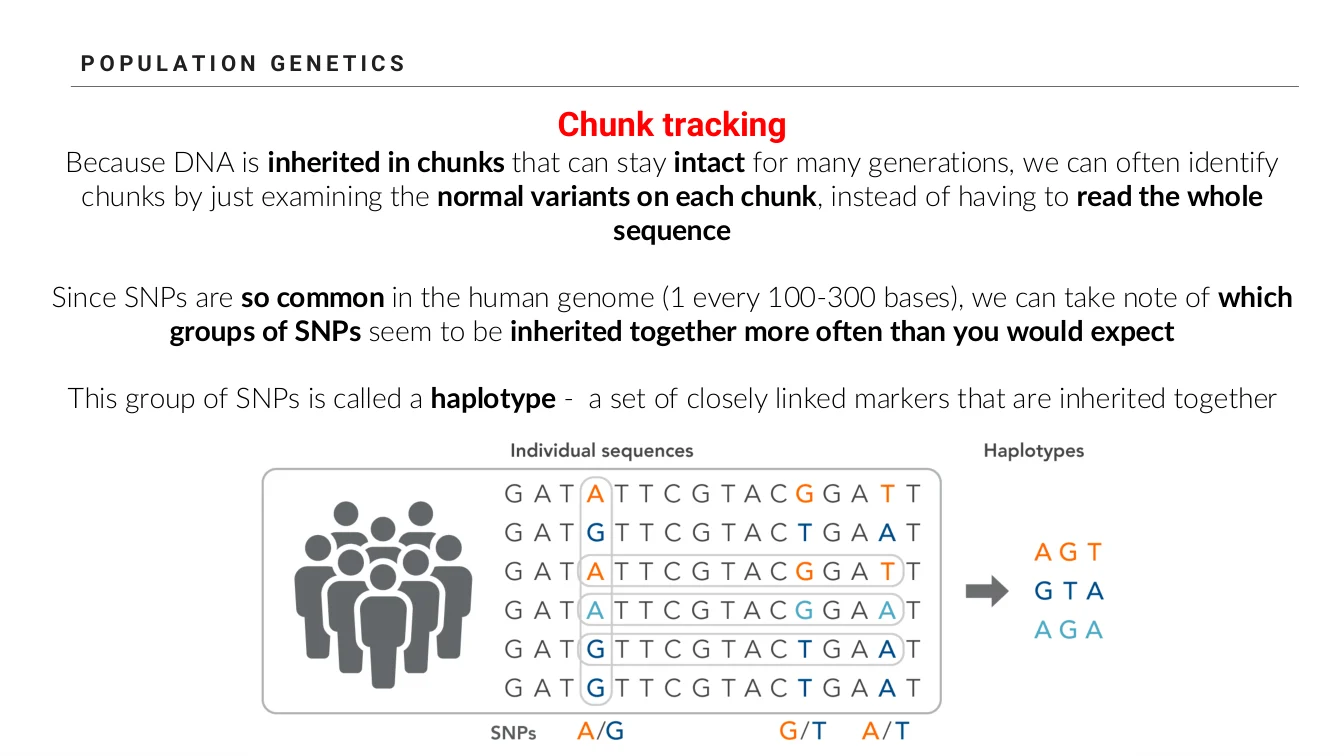 POPULATION GENETICS
Chunk tracking
Because DNA is inherited in chunks that can stay intact for many generations, we can often identify
chunks by just examining the normal variants on each chunk, instead of having to read the whole
sequence
Since SNPs are so common in the human genome (1 every 100-300 bases), we can take note of which
groups of SNPs seem to be inherited together more often than you would expect
This group of SNPs is called a haplotype - a set of closely linked markers that are inherited together
Individual sequences
Haplotypes
G A T A T T C G T A C G G A T T
G A T G T T C G T A C T G A A T
G A T A T T C G T A C G G A T T
G A T A T T C G T A C G G A A T
G A T G T T C G T A C T G A A T
G A T G T T C G T A C T G A A T
A G T
G T A
A G A
SNPs A/G G/T A/T